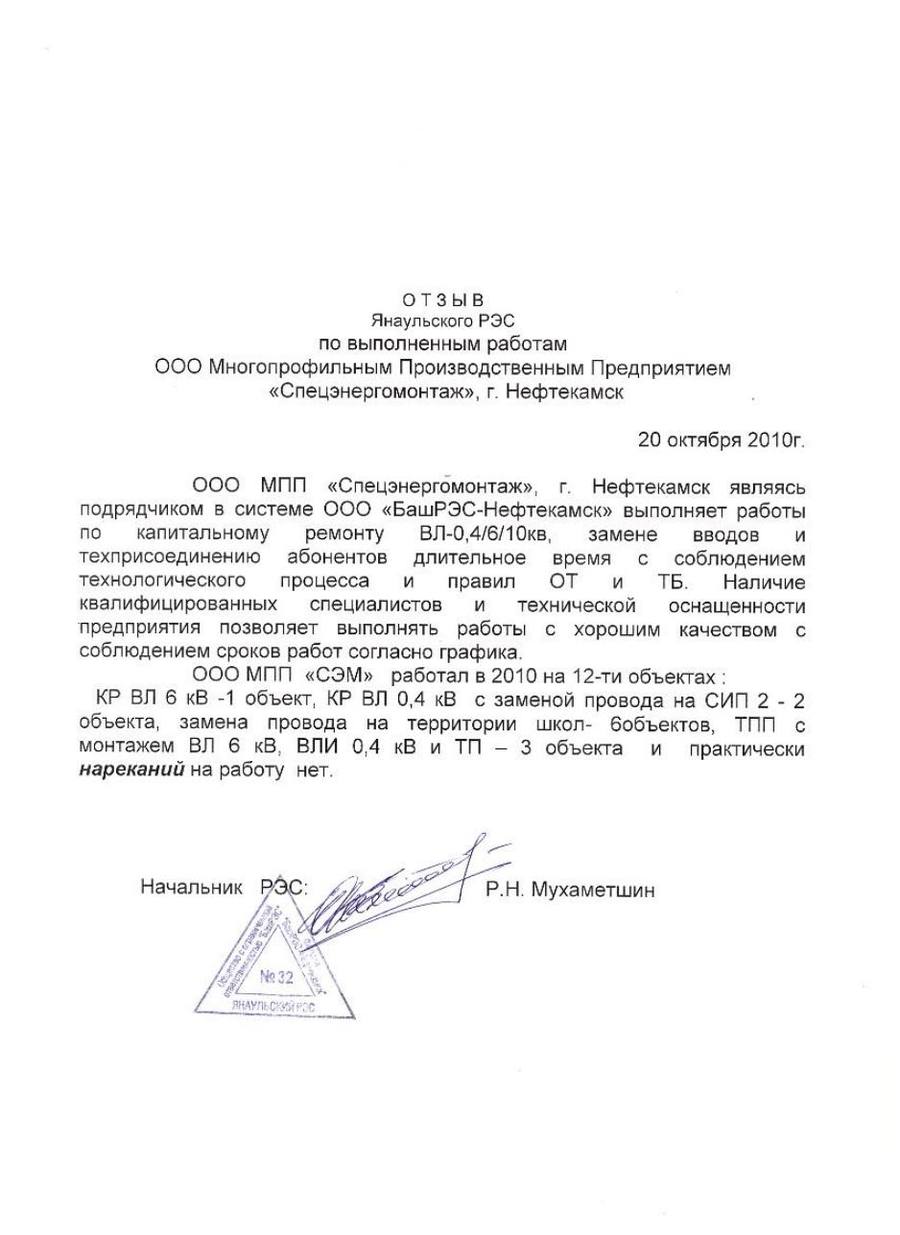 О Т З Ы В
Янаульского РЭС
по выполненным работам
ООО Многопрофильным Производственным Предприятием
«Спецэнергомонтаж», г. Нефтекамск
20 октября 2010г.
ООО МПП «Спецэнергомонтаж», г. Нефтекамск являясь
подрядчиком в системе ООО «БашРЭС-Нефтекамск» выполняет работы
по капитальному ремонту ВЛ-0,4/6/10кв, замене вводов и
техприсоединению абонентов длительное время с соблюдением
технологического процесса и правил ОТ и ТБ. Наличие
квалифицированных специалистов и технической оснащенности
предприятия позволяет выполнять работы с хорошим качеством с
соблюдением сроков работ согласно графика.
ООО МПП «СЭМ» работал в 2010 на 12-ти объектах :
КР ВЛ 6 кВ -1 объект, КР ВЛ 0,4 кВ с заменой провода на СИП 2 - 2
объекта, замена провода на территории школ- 6объектов, ТПП с
монтажем ВЛ 6 кВ, ВЛИ 0,4 кВ и ТП – 3 объекта и практически
нареканий на работу нет.
Начальник РЭС:
Р.Н. Мухаметшин
Общество с ограниченной
ответственностью "БашРЭС"
№ 32
ЯНАУЛЬСКИЙ РЭС